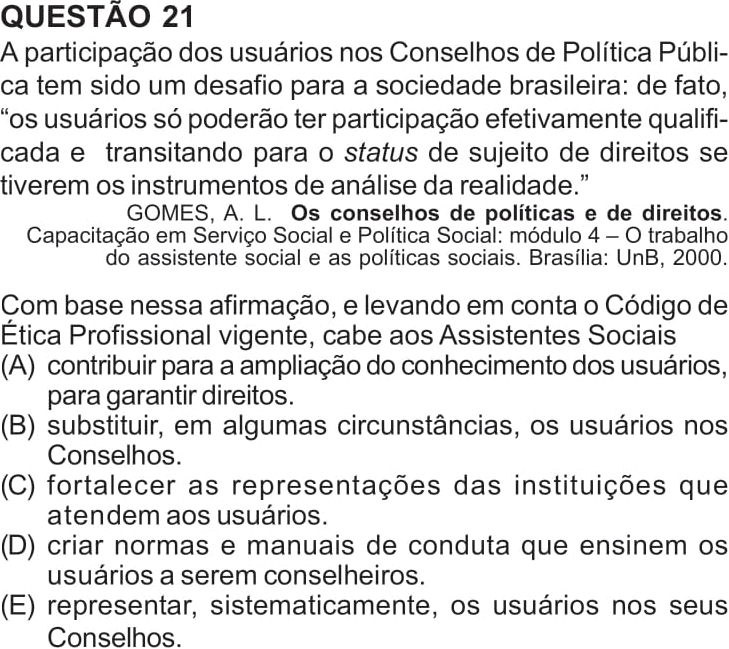 QUESTÃO 21
A participação dos usuários nos Conselhos de Política Públi-
ca tem sido um desafio para a sociedade brasileira: de fato,
“os usuários só poderão ter participação efetivamente qualifi-
cada e transitando para o status de sujeito de direitos se
tiverem os instrumentos de análise da realidade.”
GOMES, A. L. Os conselhos de políticas e de direitos.
Capacitação em Serviço Social e Política Social: módulo 4 – O trabalho
do assistente social e as políticas sociais. Brasília: UnB, 2000.
Com base nessa afirmação, e levando em conta o Código de
Ética Profissional vigente, cabe aos Assistentes Sociais
(A) contribuir para a ampliação do conhecimento dos usuários,
para garantir direitos.
(B) substituir, em algumas circunstâncias, os usuários nos
Conselhos.
(C) fortalecer as representações das instituições que
atendem aos usuários.
(D) criar normas e manuais de conduta que ensinem os
usuários a serem conselheiros.
(E) representar, sistematicamente, os usuários nos seus
Conselhos.